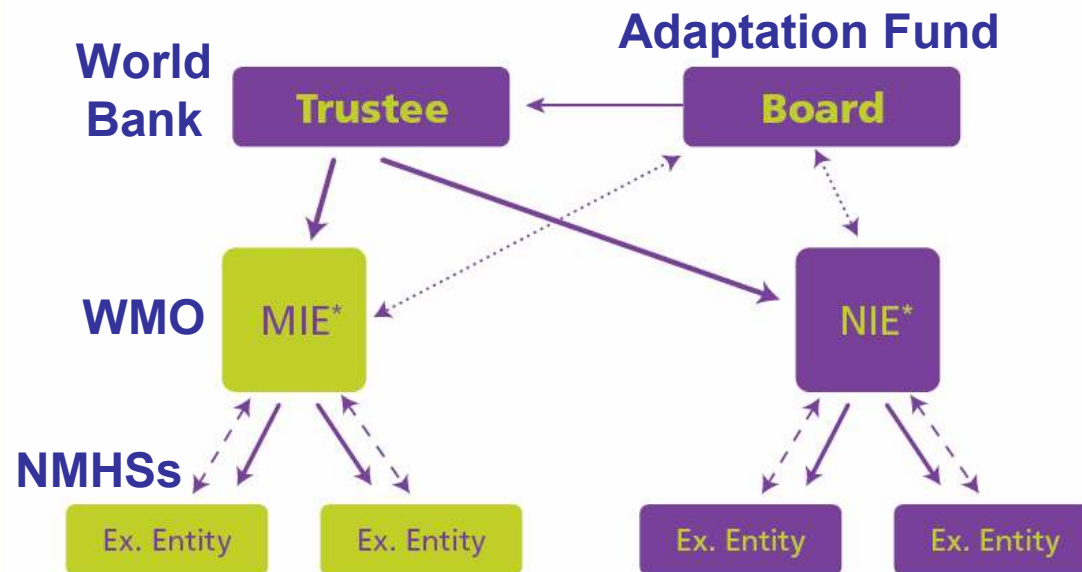 Adaptation Fund
World
Bank
Trustee
Board
WMO
MIE*
NIE*
NMHSs
Ex. Entity
Ex. Entity
Ex. Entity
Ex. Entity